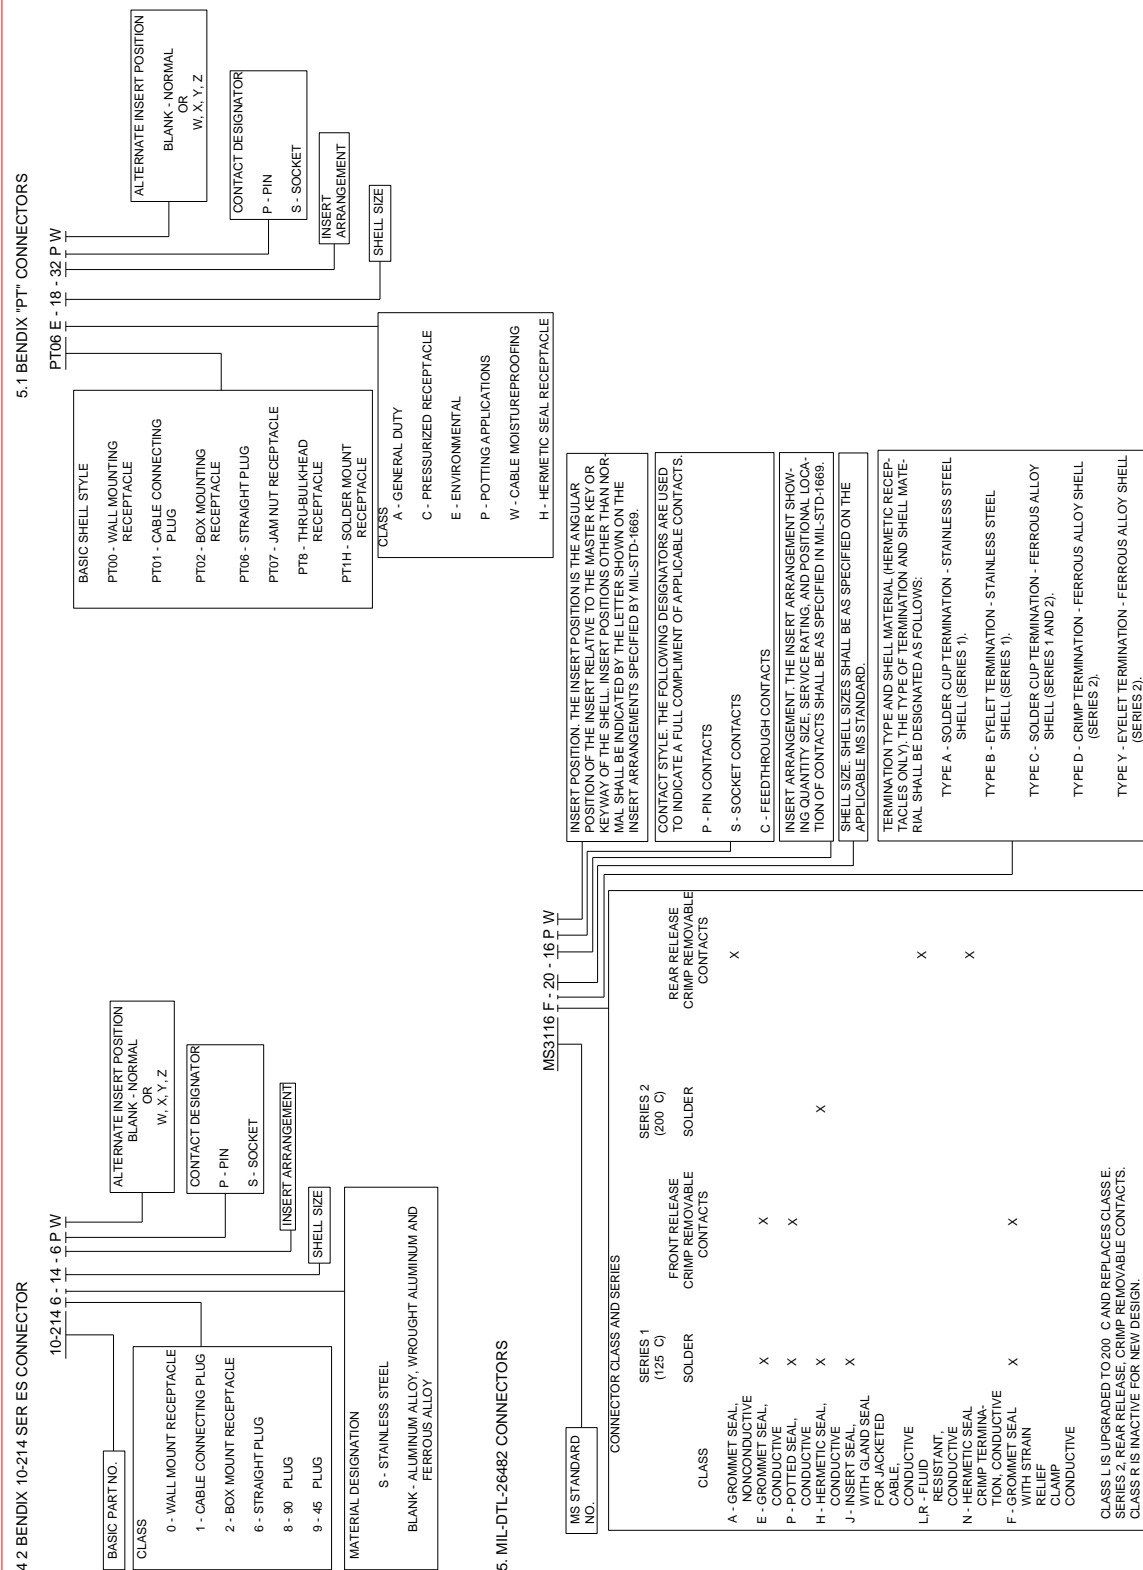 4 2 BENDIX 10-214 SER ES CONNECTOR
10-214 6 - 14 - 6 P W
BASIC PART NO.
CLASS
0 - WALL MOUNT RECEPTACLE
1 - CABLE CONNECTING PLUG
2 - BOX MOUNT RECEPTACLE
6 - STRAIGHT PLUG
8 - 90 PLUG
9 - 45 PLUG
MATERIAL DESIGNATION
S - STAINLESS STEEL
BLANK - ALUMINUM ALLOY, WROUGHT ALUMINUM AND
FERROUS ALLOY
SHELL SIZE
INSERT ARRANGEMENT
CONTACT DESIGNATOR
P - PIN
S - SOCKET
ALTERNATE INSERT POSITION
BLANK - NORMAL
OR
W, X, Y, Z
5.1 BENDIX "PT" CONNECTORS
PT06 E - 18 - 32 P W
BASIC SHELL STYLE
PT00 - WALL MOUNTING
RECEPTACLE
PT01 - CABLE CONNECTING
PLUG
PT02 - BOX MOUNTING
RECEPTACLE
PT06 - STRAIGHT PLUG
PT07 - JAM NUT RECEPTACLE
PT8 - THRU-BULKHEAD
RECEPTACLE
PT1H - SOLDER MOUNT
RECEPTACLE
CLASS
A - GENERAL DUTY
C - PRESSURIZED RECEPTACLE
E - ENVIRONMENTAL
P - POTTING APPLICATIONS
W - CABLE MOISTUREPROOFING
H - HERMETIC SEAL RECEPTACLE
SHELL SIZE
INSERT
ARRANGEMENT
CONTACT DESIGNATOR
P - PIN
S - SOCKET
ALTERNATE INSERT POSITION
BLANK - NORMAL
OR
W, X, Y, Z
5. MIL-DTL-26482 CONNECTORS
MS3116 F - 20 - 16 P W
MS STANDARD
NO.
CONNECTOR CLASS AND SERIES
SERIES 1
(125 C)
SERIES 2
(200 C)
CLASS
SOLDER
FRONT RELEASE
CRIMP REMOVABLE
CONTACTS
SOLDER
REAR RELEASE
CRIMP REMOVABLE
CONTACTS
A - GROMMET SEAL, X
NONCONDUCTIVE
E - GROMMET SEAL, X X
CONDUCTIVE
P - POTTED SEAL, X X
CONDUCTIVE
H - HERMETIC SEAL, X X
CONDUCTIVE
J - INSERT SEAL, X
WITH GLAND SEAL
FOR JACKETED
CABLE,
CONDUCTIVE
L,R - FLUID X
RESISTANT,
CONDUCTIVE
N - HERMETIC SEAL X
CRIMP TERMINA-
TION, CONDUCTIVE
F - GROMMET SEAL X X
WITH STRAIN
RELIEF
CLAMP
CONDUCTIVE
CLASS L IS UPGRADED TO 200 C AND REPLACES CLASS E.
SERIES 2, REAR RELEASE, CRIMP REMOVABLE CONTACTS.
CLASS R IS INACTIVE FOR NEW DESIGN.
INSERT POSITION. THE INSERT POSITION IS THE ANGULAR
POSITION OF THE INSERT RELATIVE TO THE MASTER KEY OR
KEYWAY OF THE SHELL. INSERT POSITIONS OTHER THAN NOR-
MAL SHALL BE INDICATED BY THE LETTER SHOWN ON THE
INSERT ARRANGEMENTS SPECIFIED BY MIL-STD-1669.
CONTACT STYLE. THE FOLLOWING DESIGNATORS ARE USED
TO INDICATE A FULL COMPLIMENT OF APPLICABLE CONTACTS.
P - PIN CONTACTS
S - SOCKET CONTACTS
C - FEEDTHROUGH CONTACTS
INSERT ARRANGEMENT. THE INSERT ARRANGEMENT SHOW-
ING QUANTITY SIZE, SERVICE RATING, AND POSITIONAL LOCA-
TION OF CONTACTS SHALL BE AS SPECIFIED IN MIL-STD-1669.
SHELL SIZE. SHELL SIZES SHALL BE AS SPECIFIED ON THE
APPLICABLE MS STANDARD.
TERMINATION TYPE AND SHELL MATERIAL (HERMETIC RECEP-
TACLES ONLY). THE TYPE OF TERMINATION AND SHELL MATE-
RIAL SHALL BE DESIGNATED AS FOLLOWS:
TYPE A - SOLDER CUP TERMINATION - STAINLESS STEEL
SHELL (SERIES 1).
TYPE B - EYELET TERMINATION - STAINLESS STEEL
SHELL (SERIES 1).
TYPE C - SOLDER CUP TERMINATION - FERROUS ALLOY
SHELL (SERIES 1 AND 2).
TYPE D - CRIMP TERMINATION - FERROUS ALLOY SHELL
(SERIES 2).
TYPE Y - EYELET TERMINATION - FERROUS ALLOY SHELL
(SERIES 2).